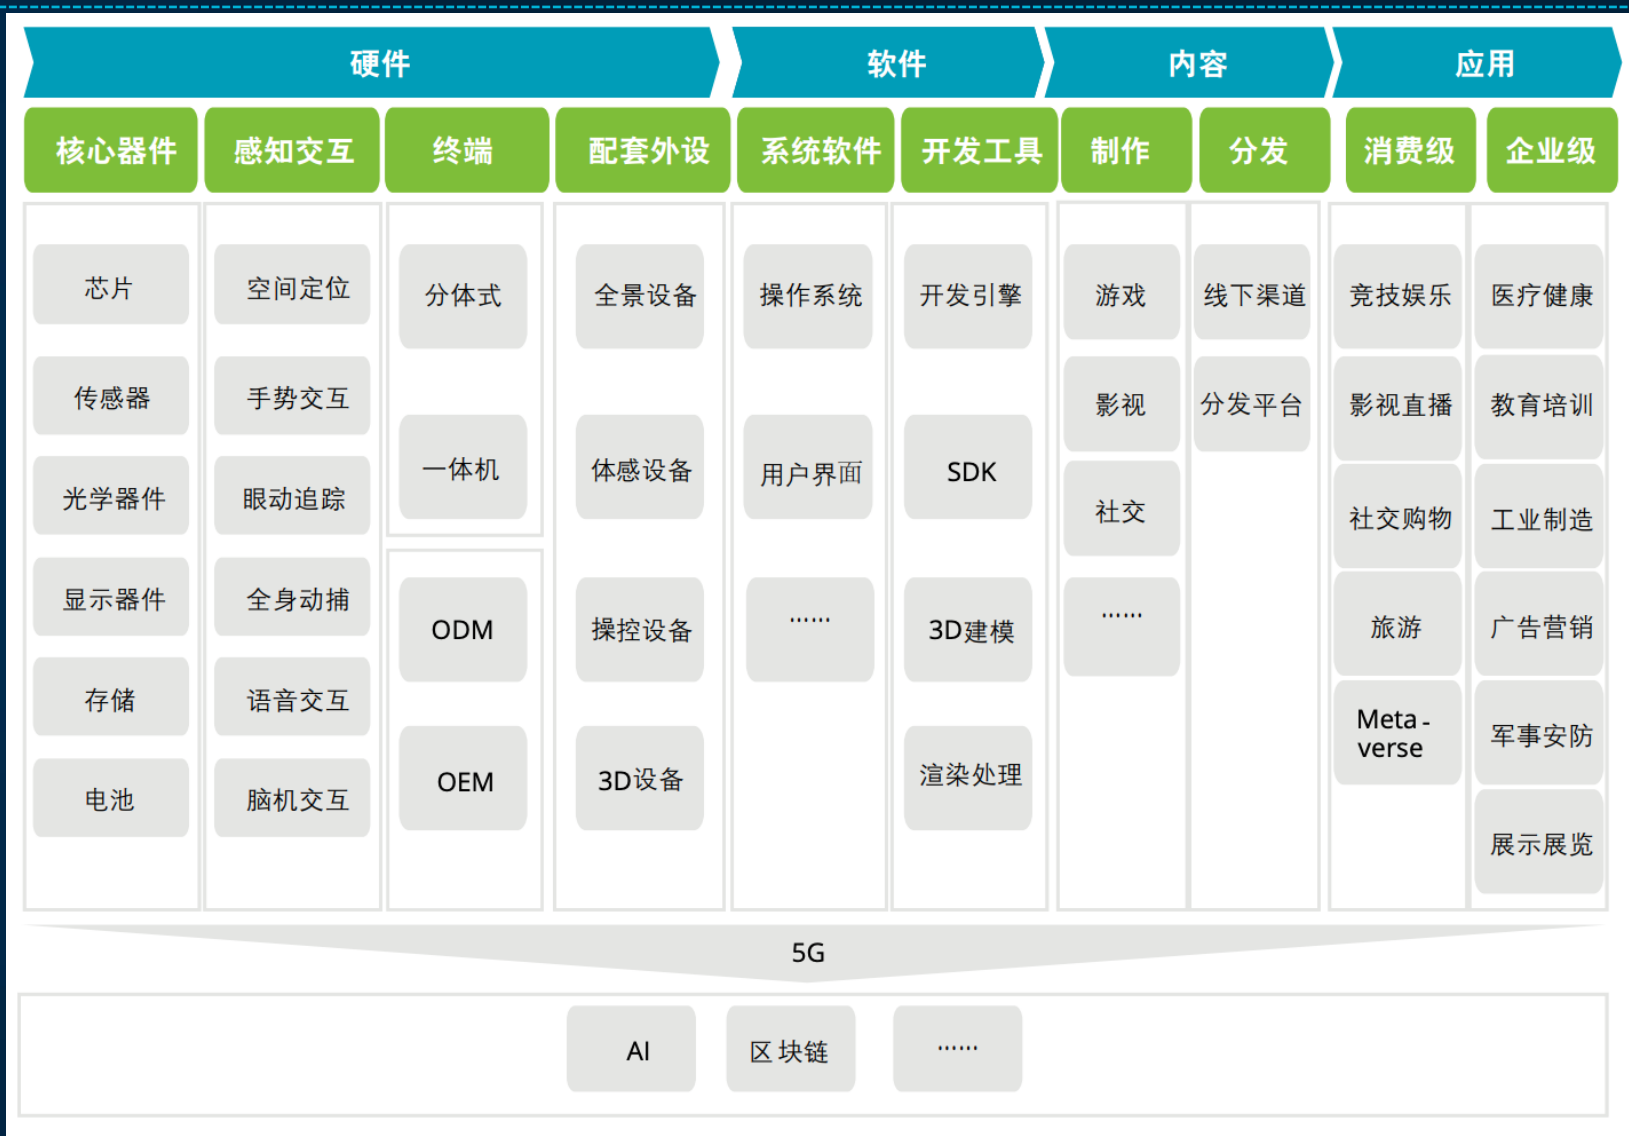 硬件
软件
内容
应用
核心器件
感知交互
终端
配套外设
系统软件
开发工具
制作
分发
消费级
企业级
芯片
传感器
光学器件
显示器件
存储
电池
空间定位
手势交互
眼动追踪
全身动捕
语音交互
脑机交互
分体式
一体机
ODM
OEM
全景设备
体感设备
操控设备
3D设备
操作系统
用户界面
......
开发引擎
SDK
3D建模
渲染处理
游戏
影视
社交
......
线下渠道
分发平台
竞技娱乐
影视直播
社交购物
旅游
Meta-
verse
医疗健康
教育培训
工业制造
广告营销
军事安防
展示展览
5G
AI
区块链
......